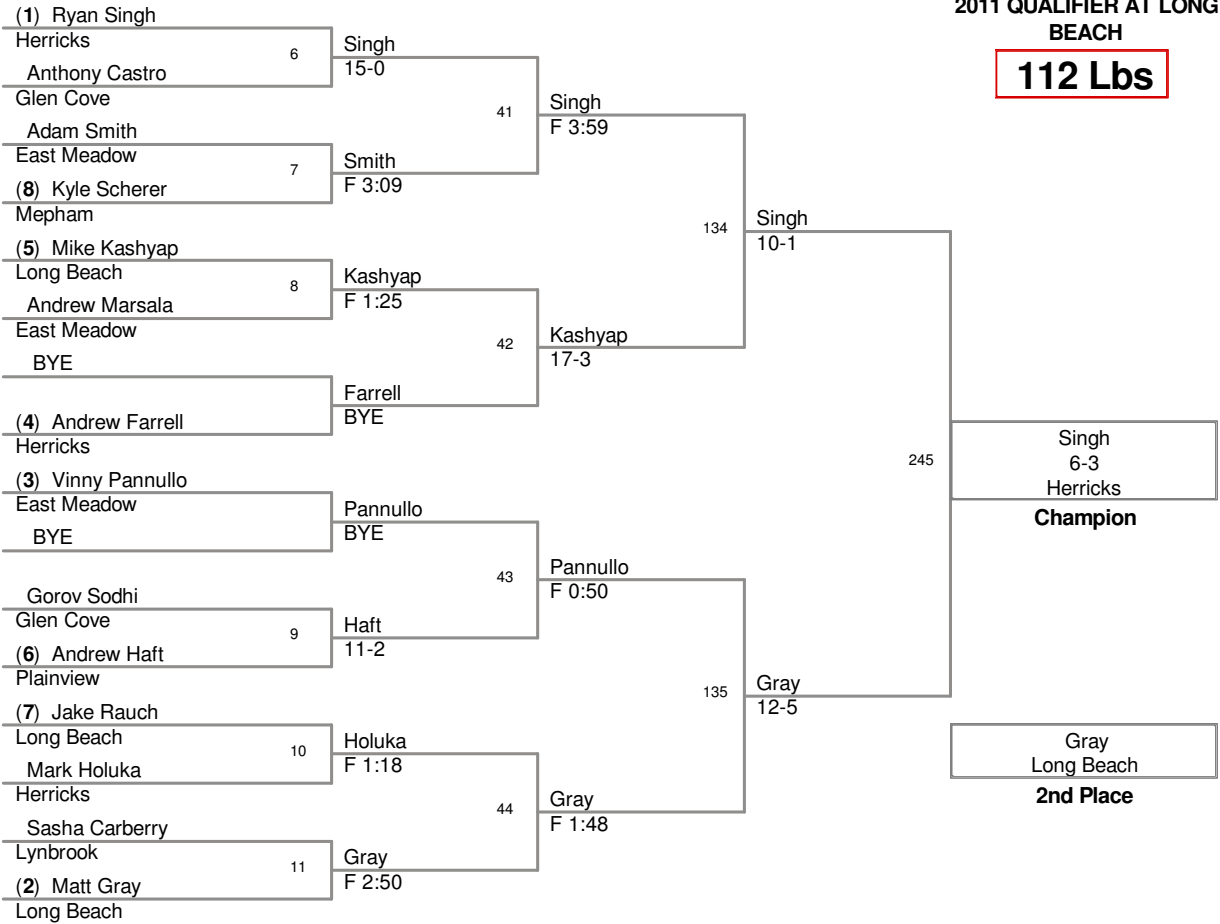 2011 QUALIFIER AT LONG
BEACH
112 Lbs
(1) Ryan Singh
Herricks
6
Anthony Castro
Glen Cove
Adam Smith
East Meadow
7
(8) Kyle Scherer
Mepham
(5) Mike Kashyap
Long Beach
8
Andrew Marsala
East Meadow
BYE
(4) Andrew Farrell
Herricks
(3) Vinny Pannullo
East Meadow
BYE
Gorov Sodhi
Glen Cove
9
(6) Andrew Haft
Plainview
(7) Jake Rauch
Long Beach
10
Mark Holuka
Herricks
Sasha Carberry
Lynbrook
11
(2) Matt Gray
Long Beach
Singh
15-0
41
Smith
F 3:09
Kashyap
F 1:25
42
Farrell
BYE
Pannullo
BYE
43
Haft
11-2
Holuka
F 1:18
44
Gray
F 2:50
Singh
F 3:59
134
Kashyap
17-3
Pannullo
F 0:50
135
Gray
F 1:48
Singh
10-1
245
Gray
12-5
Singh
6-3
Herricks
Champion
Gray
Long Beach
2nd Place